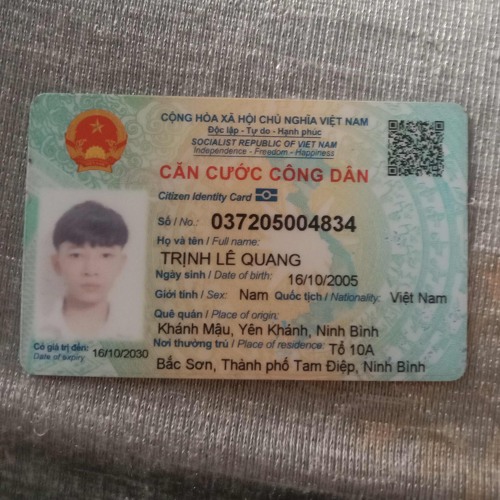 CỘNG HÒA XÃ HỘI CHỦ NGHĨA VIỆT NAM
Độc lập - Tự do - Hạnh phúc
SOCIALIST REPUBLIC OF VIET NAM
Independence - Freedom - Happiness
CĂN CƯỚC CÔNG DÂN
Citizen Identity Card
Số / No.: 037205004834
Họ và tên / Full name:
TRỊNH LÊ QUANG
Ngày sinh / Date of birth: 16/10/2005
Giới tính / Sex: Nam Quốc tịch / Nationality: Việt Nam
Quê quán / Place of origin:
Khánh Mậu, Yên Khánh, Ninh Bình
Nơi thường trú / Place of residence: Tổ 10A
Bắc Sơn, Thành phố Tam Điệp, Ninh Bình
Có giá trị đến: 16/10/2030
Date of expiry